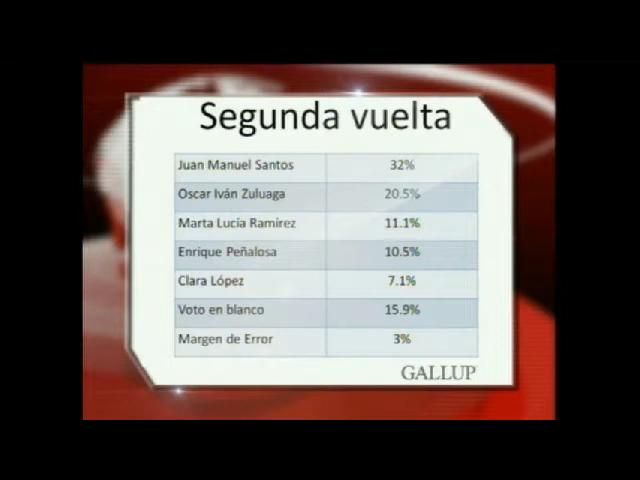 Segunda vuelta
Juan Manuel Santos 32%
Oscar Iván Zuluaga 20.5%
Marta Lucía Ramírez 11.1%
Enrique Peñalosa 10.5%
Clara López 7.1%
Voto en blanco 15.9%
Margen de Error 3%
GALLUP